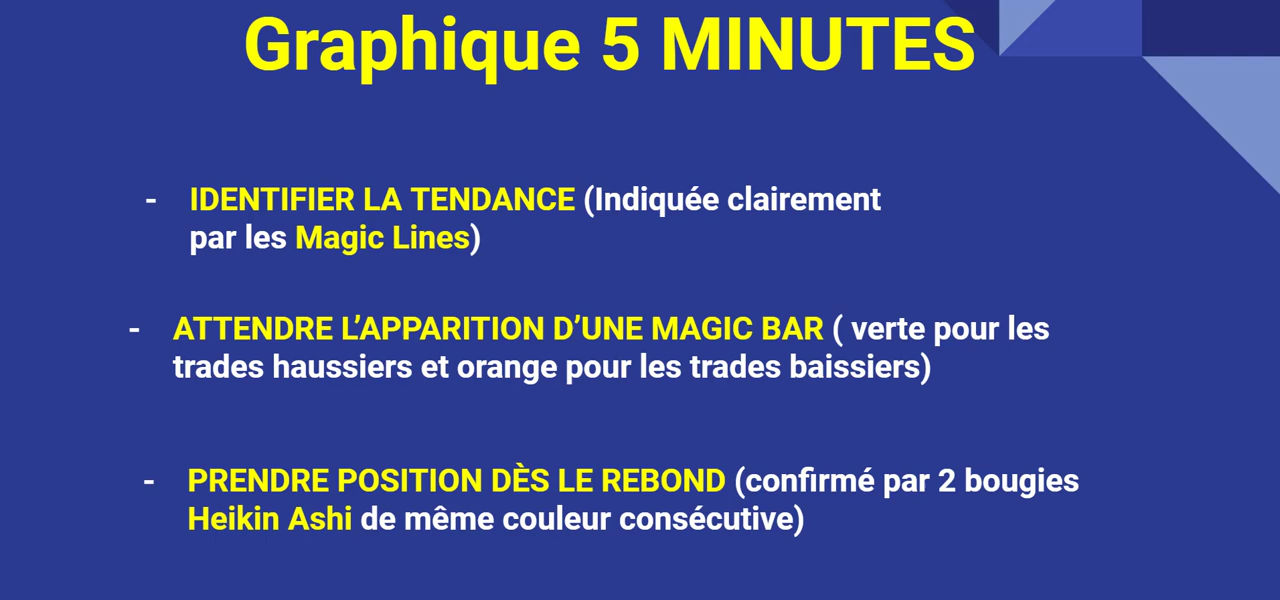 Graphique 5 MINUTES
- IDENTIFIER LA TENDANCE (Indiquée clairement
par les Magic Lines)
- ATTENDRE L’APPARITION D’UNE MAGIC BAR ( verte pour les
trades haussiers et orange pour les trades baissiers)
- PRENDRE POSITION DÈS LE REBOND (confirmé par 2 bougies
Heikin Ashi de même couleur consécutive)